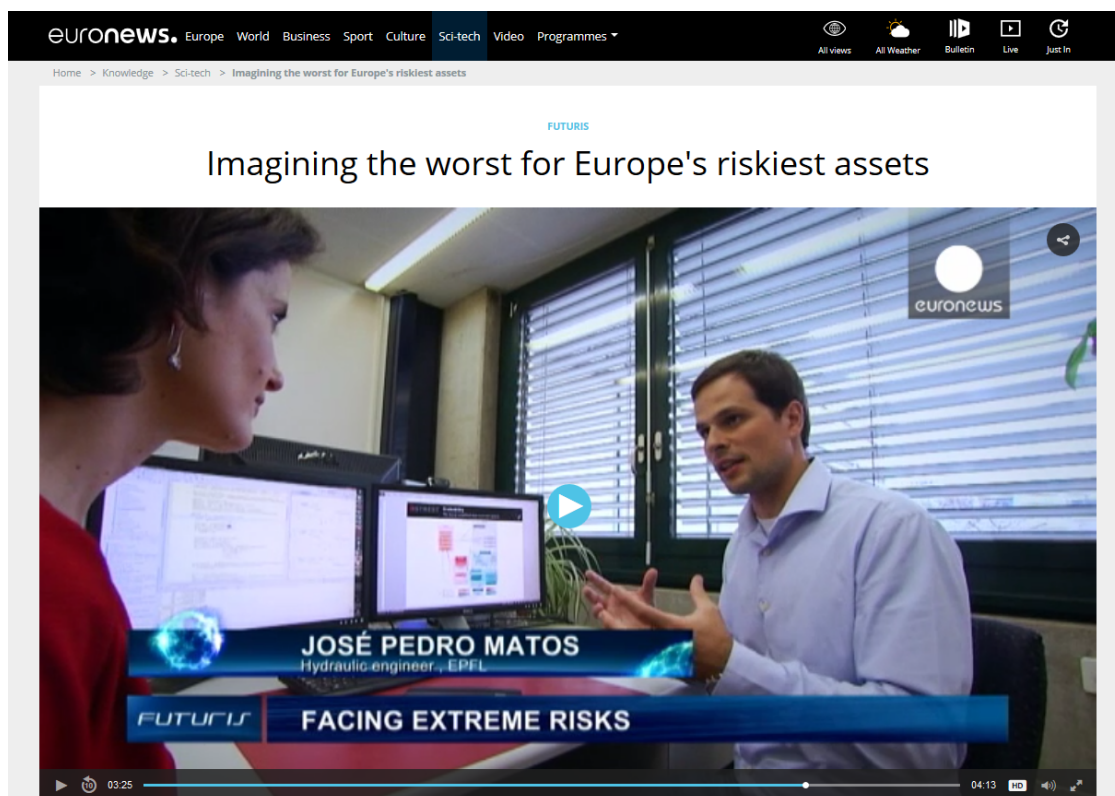 euronews. Europe World Business Sport Culture Sci-tech Video Programmes
All views All Weather Bulletin Live Just In
Home > Knowledge > Sci-tech > Imagining the worst for Europe's riskiest assets
FUTURIS
Imagining the worst for Europe's riskiest assets
euronews
JOSÉ PEDRO MATOS
Hydraulic engineer , EPFL
FUTURIS FACING EXTREME RISKS
10 03:25 04:13 HD